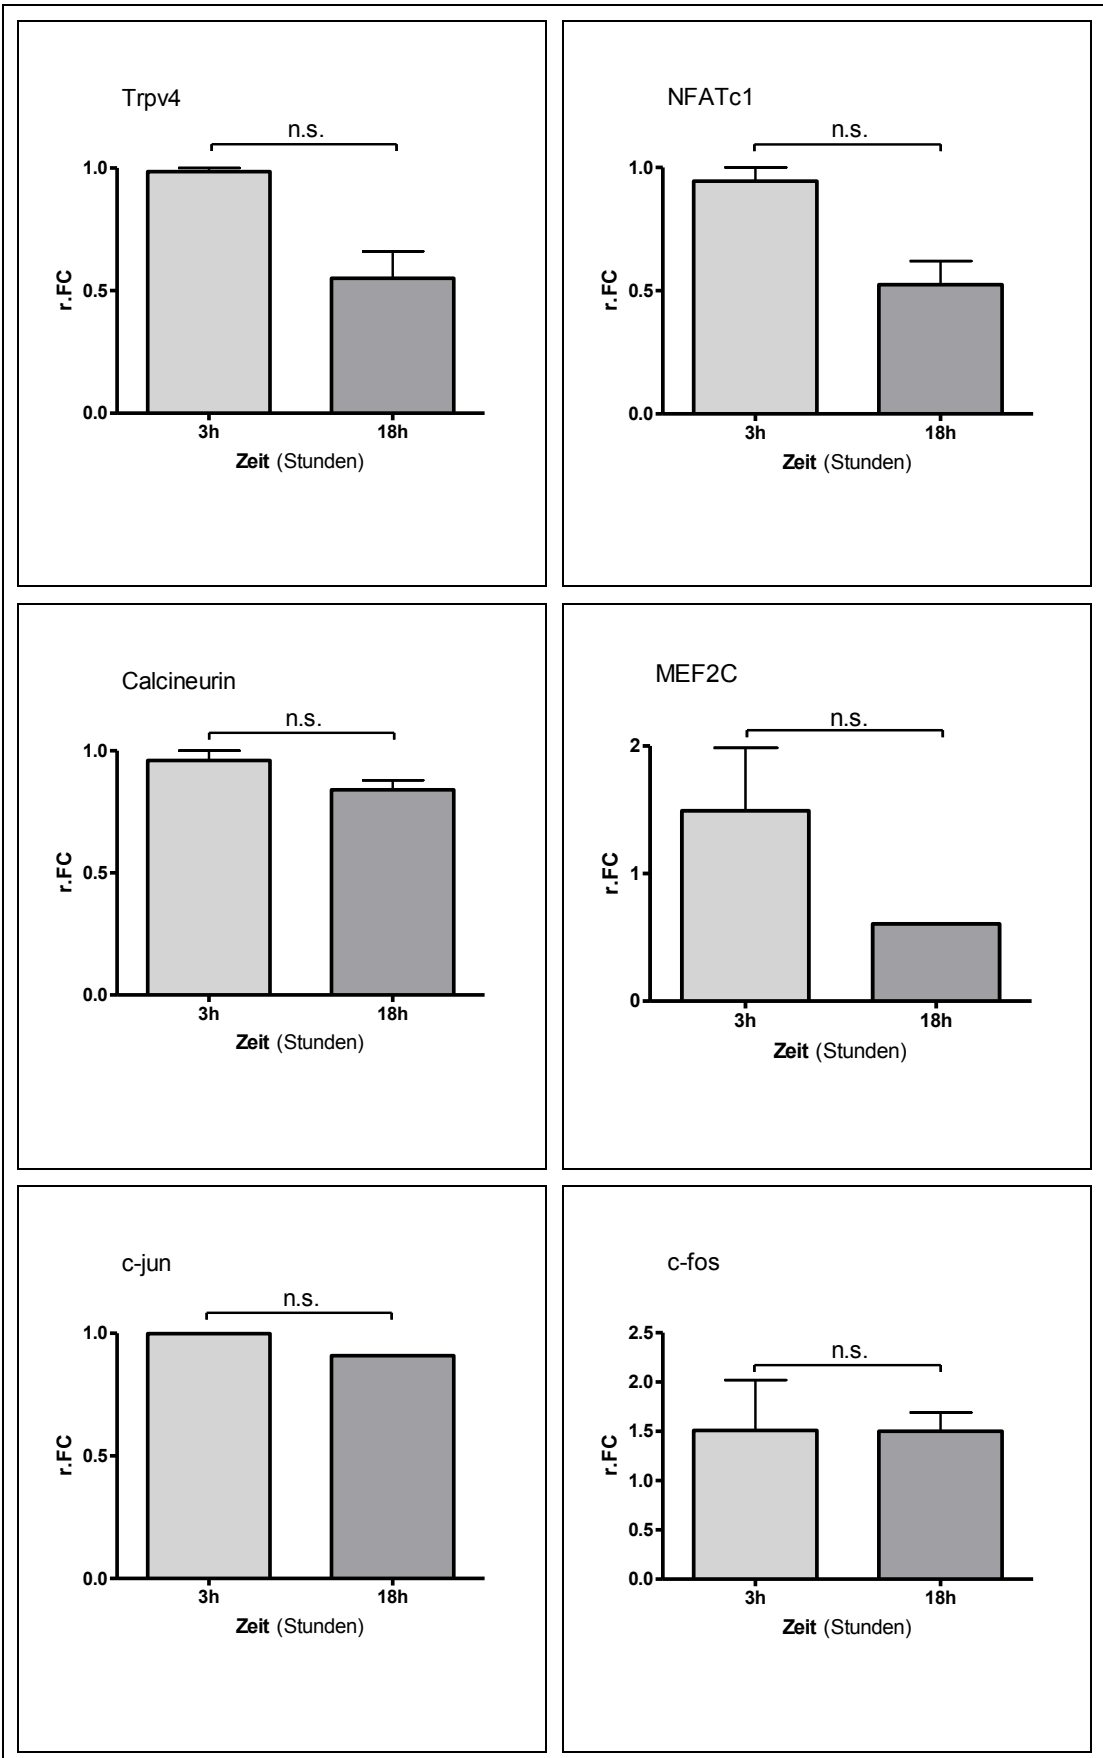 Trpv4
n.s.
1.0
0.5
0.0
r.FC
3h 18h
Zeit (Stunden)
NFATc1
n.s.
1.0
0.5
0.0
r.FC
3h 18h
Zeit (Stunden)
Calcineurin
n.s.
1.0
0.5
0.0
r.FC
3h 18h
Zeit (Stunden)
MEF2C
n.s.
2
1
0
r.FC
3h 18h
Zeit (Stunden)
c-jun
n.s.
1.0
0.5
0.0
r.FC
3h 18h
Zeit (Stunden)
c-fos
n.s.
2.5
2.0
1.5
1.0
0.5
0.0
r.FC
3h 18h
Zeit (Stunden)